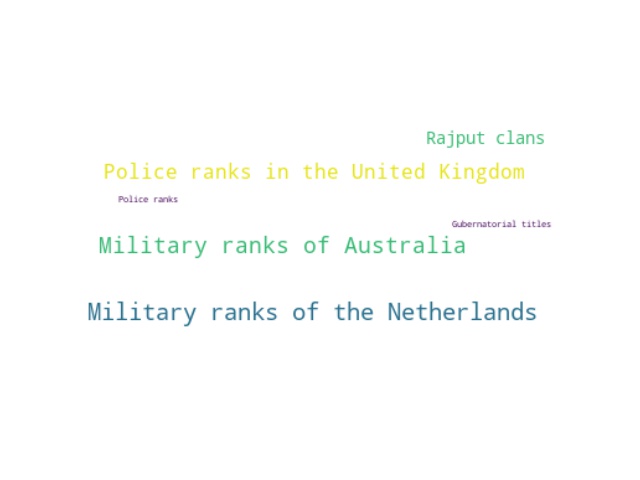 Rajput clans
Police ranks in the United Kingdom
Police ranks
Gubernatorial titles
Military ranks of Australia
Military ranks of the Netherlands